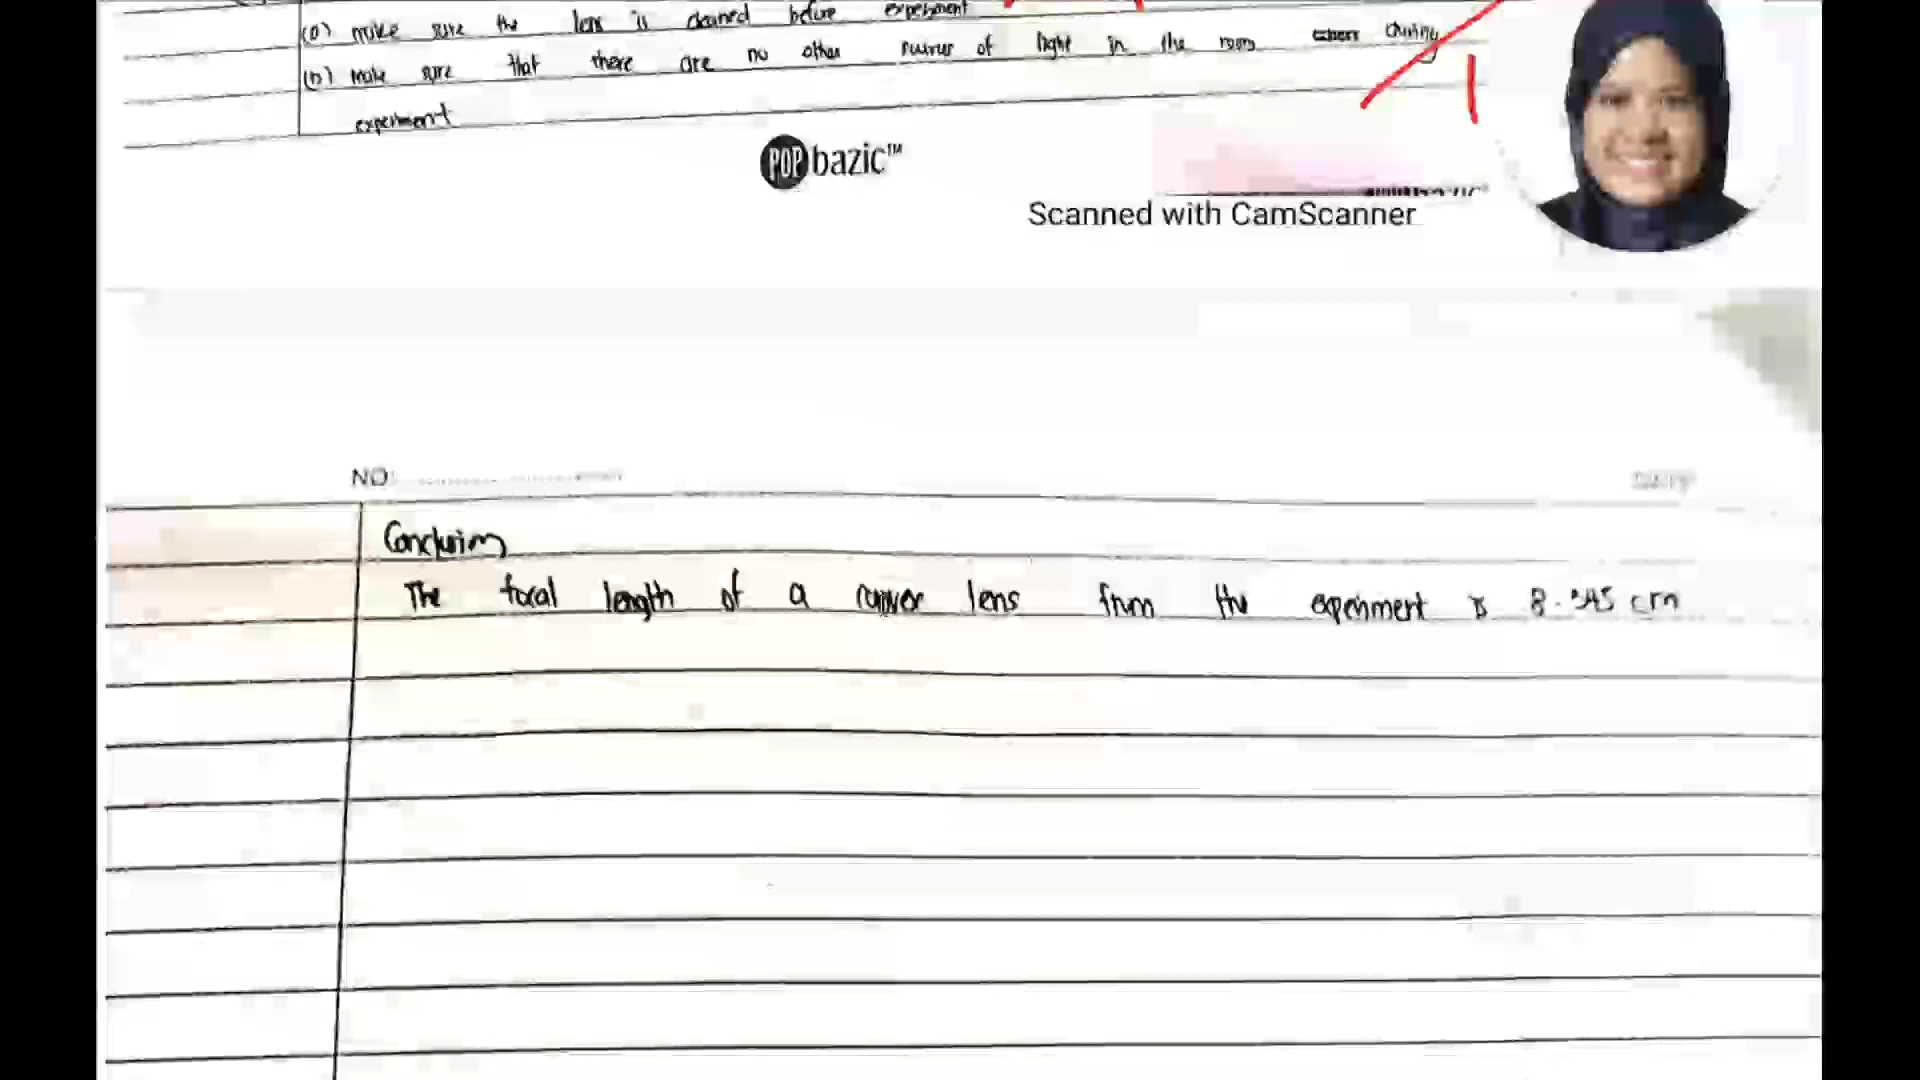 (a) make sure the lens is cleaned before experiment
(b) make sure that there are no other sources of light in the room when during
experiment
POP bazic™
Scanned with CamScanner
NO:
Conclusion
The focal length of a convex lens from the experiment is 8.345 cm